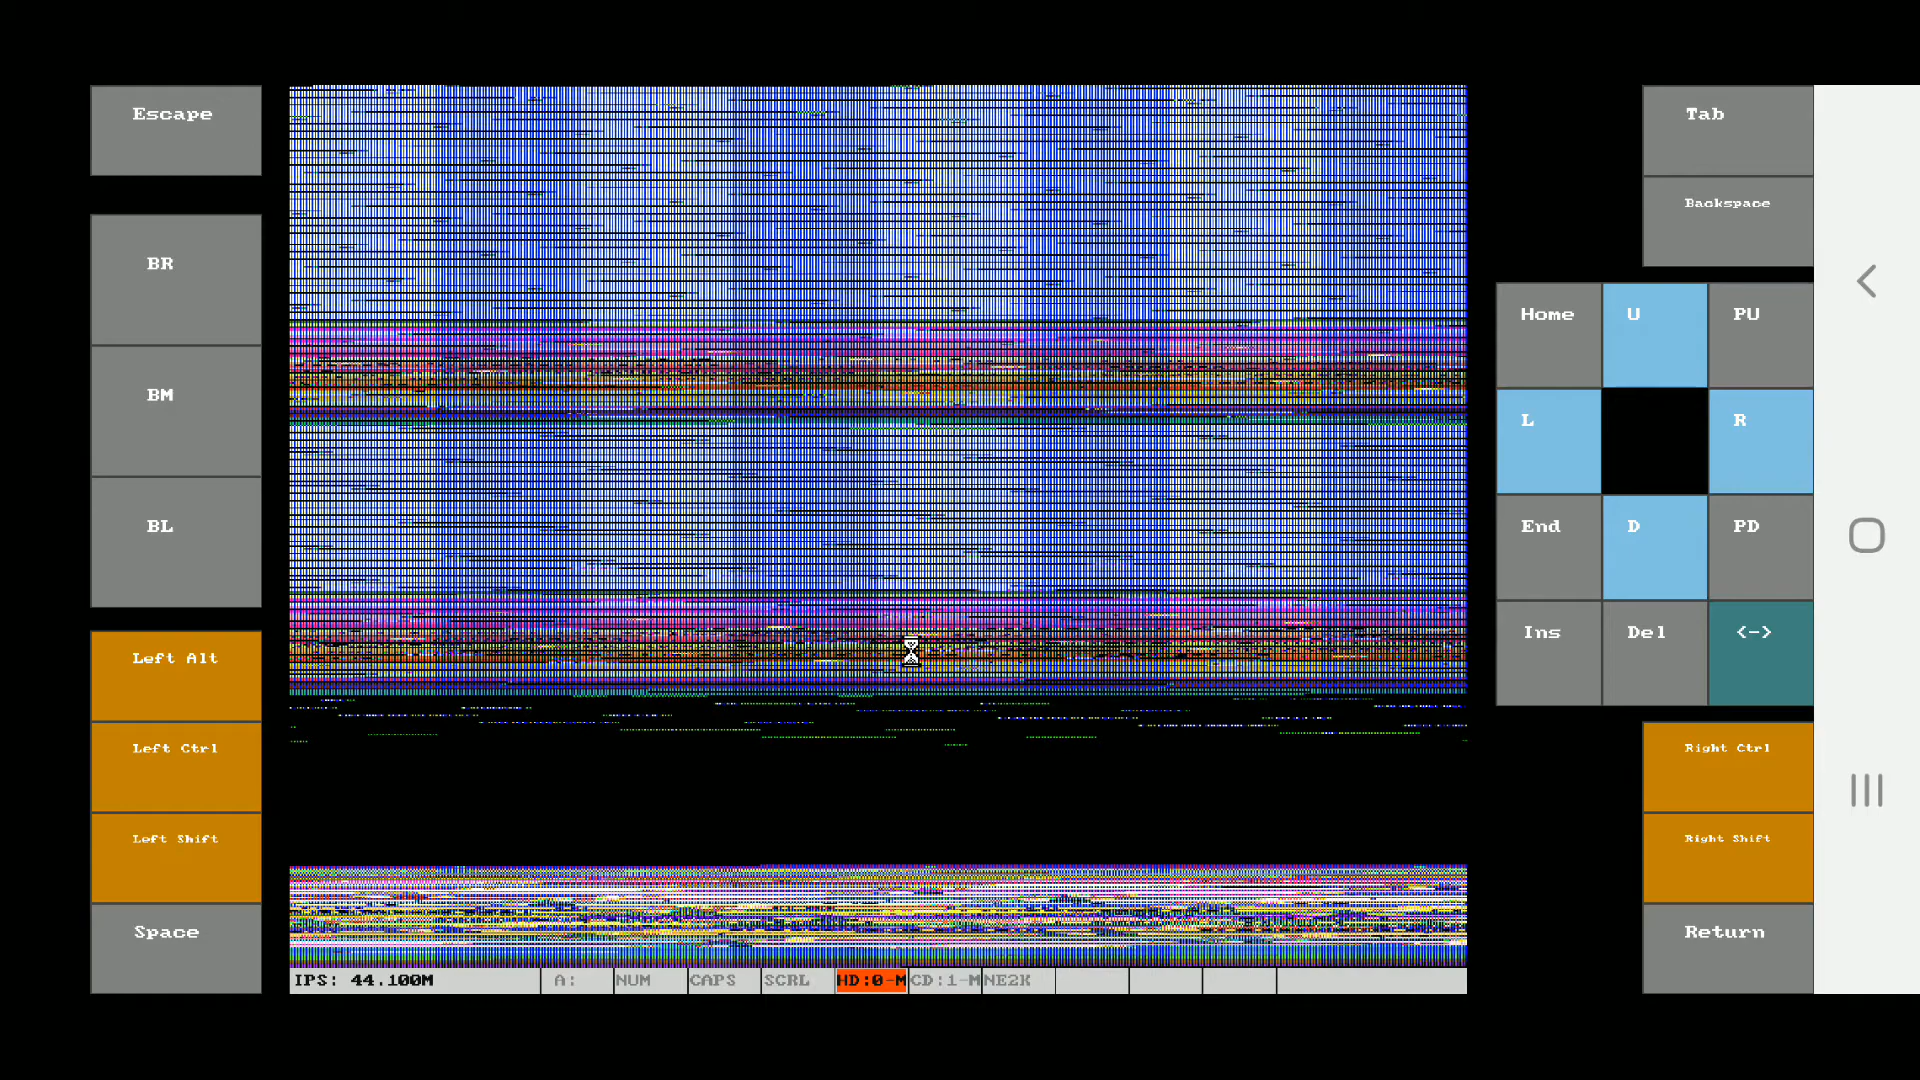 Escape
BR
BM
BL
Left Alt
Left Ctrl
Left Shift
Space
IPS: 44.100M
A:
NUM
CAPS
SCRL
HD:0-M
CD:1-M
NE2K
Tab
Backspace
Home U PU
L R
End D PD
Ins Del <->
Right Ctrl
Right Shift
Return